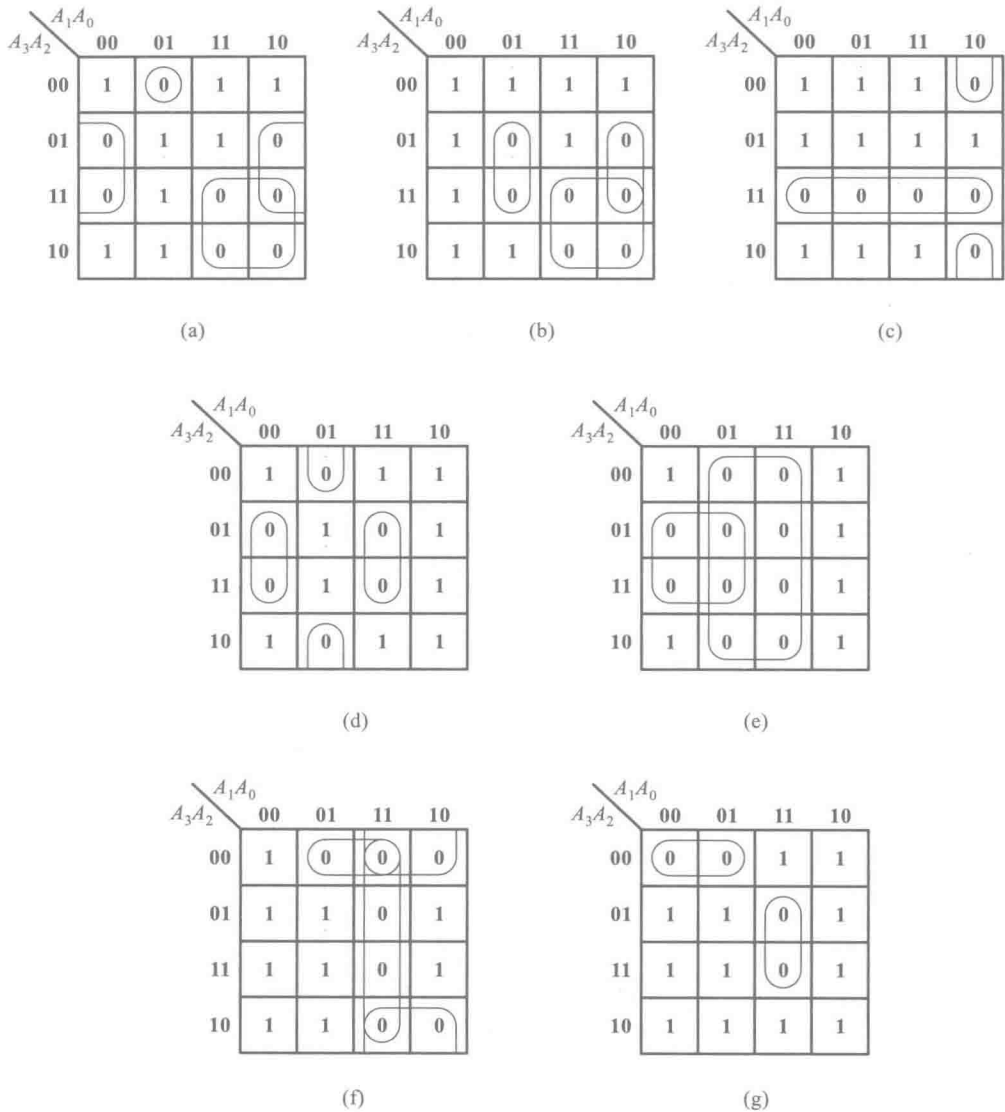 A₁A₀ A₁A₀ A₁A₀
A₃A₂ 00 01 11 10 A₃A₂ 00 01 11 10 A₃A₂ 00 01 11 10
00 1 0 1 1 00 1 1 1 1 00 1 1 1 0
01 0 1 1 0 01 1 0 1 0 01 1 1 1 1
11 0 1 0 0 11 1 0 0 0 11 0 0 0 0
10 1 1 0 0 10 1 1 0 0 10 1 1 1 0
(a) (b) (c)
A₁A₀ A₁A₀
A₃A₂ 00 01 11 10 A₃A₂ 00 01 11 10
00 1 0 1 1 00 1 0 0 1
01 0 1 0 1 01 0 0 0 1
11 0 1 0 1 11 0 0 0 1
10 1 0 1 1 10 1 0 0 1
(d) (e)
A₁A₀ A₁A₀
A₃A₂ 00 01 11 10 A₃A₂ 00 01 11 10
00 1 0 0 0 00 0 0 1 1
01 1 1 0 1 01 1 1 0 1
11 1 1 0 1 11 1 1 0 1
10 1 1 0 0 10 1 1 1 1
(f) (g)